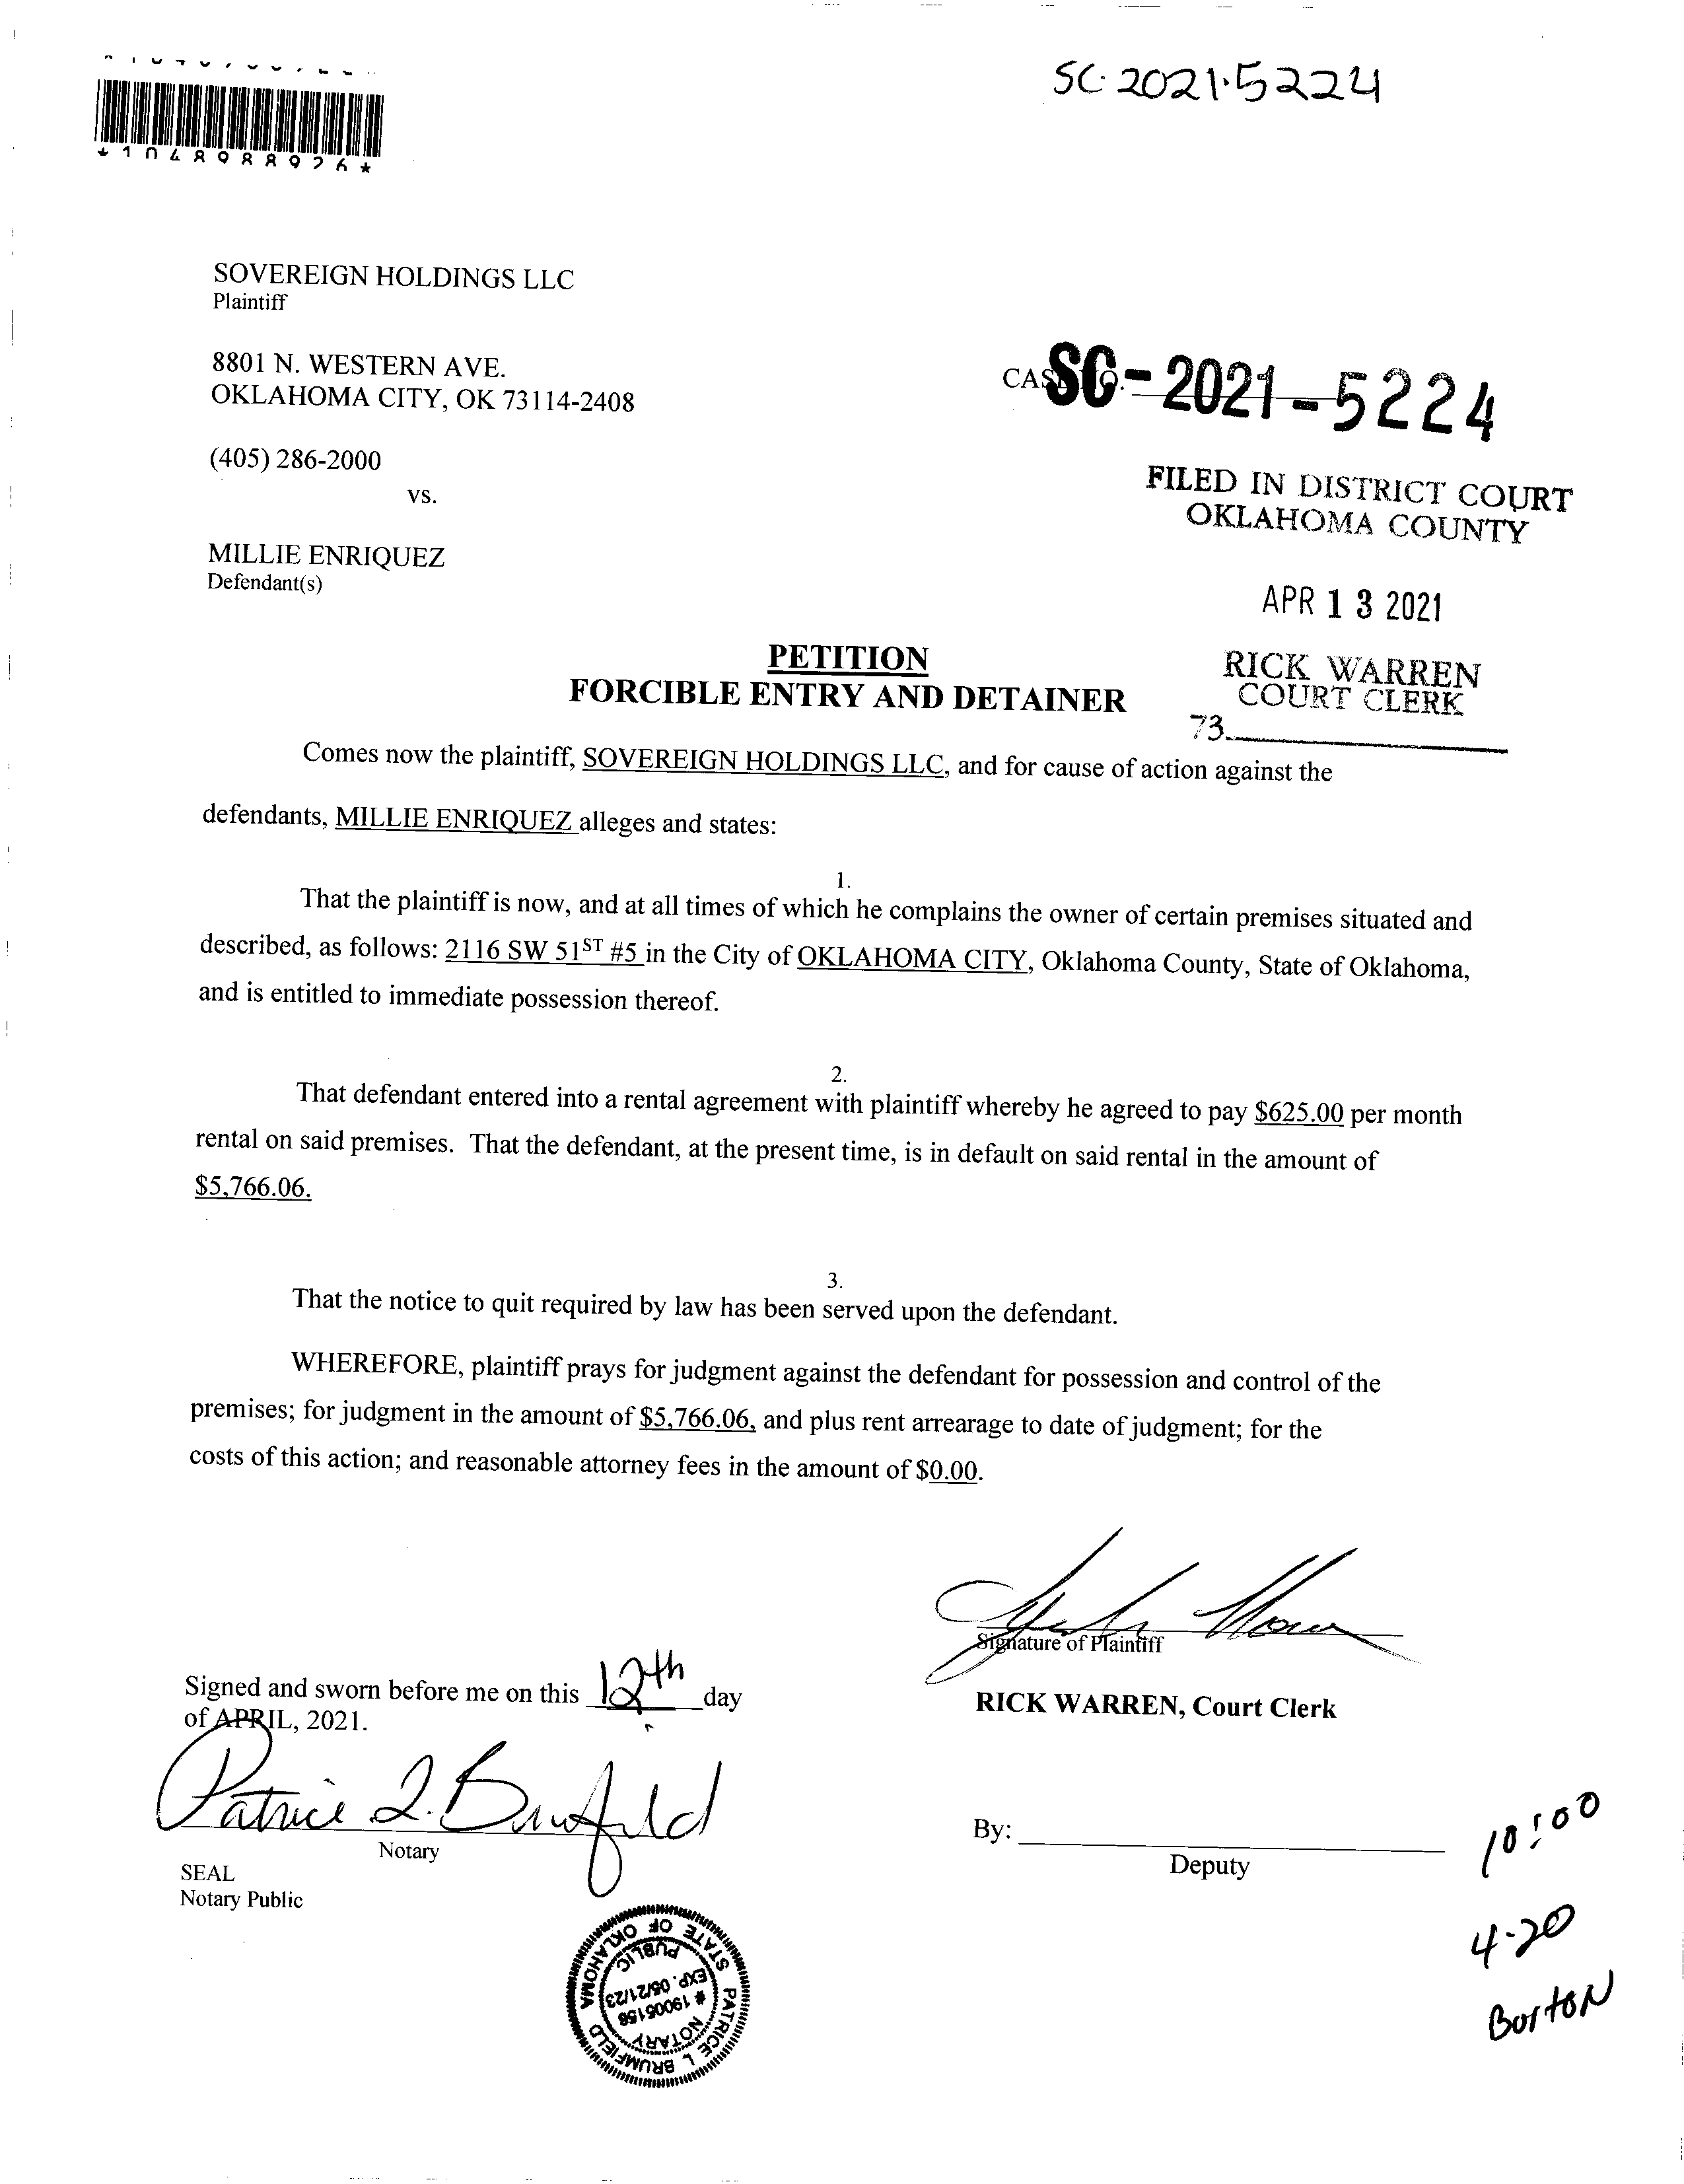 SC-2021-5224
*1048988926*
SOVEREIGN HOLDINGS LLC
Plaintiff
8801 N. WESTERN AVE.
OKLAHOMA CITY, OK 73114-2408
CASE NO.
SC-2021-5224
(405) 286-2000
vs.
FILED IN DISTRICT COURT
OKLAHOMA COUNTY
MILLIE ENRIQUEZ
Defendant(s)
APR 13 2021
PETITION
FORCIBLE ENTRY AND DETAINER
RICK WARREN
COURT CLERK
73
Comes now the plaintiff, SOVEREIGN HOLDINGS LLC, and for cause of action against the
defendants, MILLIE ENRIQUEZ alleges and states:
1.
That the plaintiff is now, and at all times of which he complains the owner of certain premises situated and
described, as follows: 2116 SW 51ST #5 in the City of OKLAHOMA CITY, Oklahoma County, State of Oklahoma,
and is entitled to immediate possession thereof.
2.
That defendant entered into a rental agreement with plaintiff whereby he agreed to pay $625.00 per month
rental on said premises. That the defendant, at the present time, is in default on said rental in the amount of
$5,766.06.
3.
That the notice to quit required by law has been served upon the defendant.
WHEREFORE, plaintiff prays for judgment against the defendant for possession and control of the
premises; for judgment in the amount of $5,766.06, and plus rent arrearage to date of judgment; for the
costs of this action; and reasonable attorney fees in the amount of $0.00.
Signature of Plaintiff
Signed and sworn before me on this 12th day
of APRIL, 2021.
RICK WARREN, Court Clerk
Patrice L. Brumfield
Notary
SEAL
Notary Public
By:
Deputy
10:00
4-20
Burton
PATRICE L BRUMFIELD
STATE OF OKLAHOMA
NOTARY
# 19005156
EXP. 05/21/23
PUBLIC